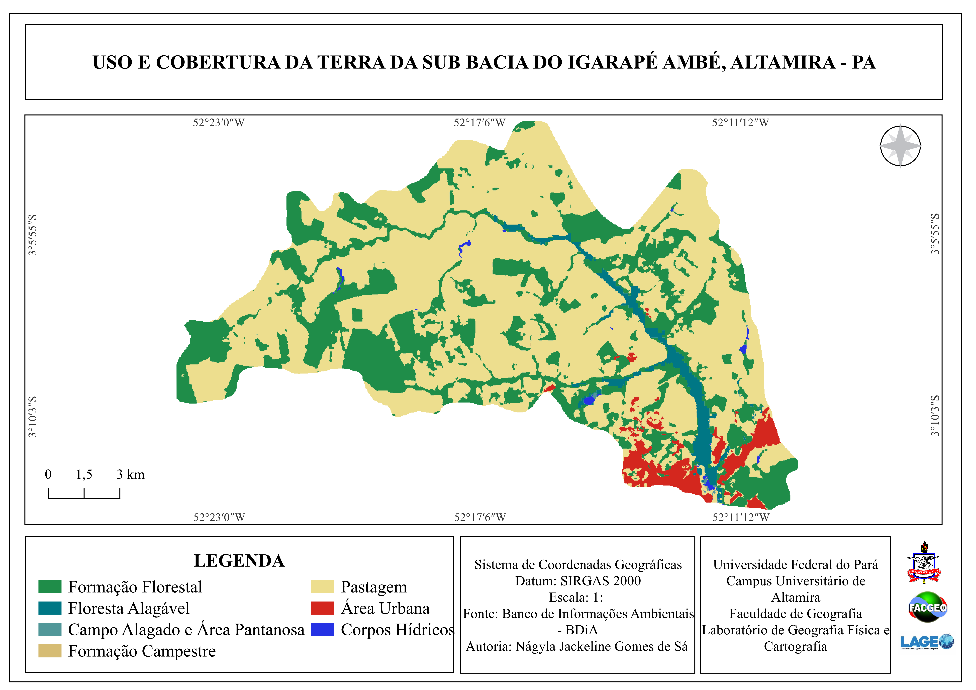 USO E COBERTURA DA TERRA DA SUB BACIA DO IGARAPÉ AMBÉ, ALTAMIRA - PA
52°23'0"W
52°17'6"W
52°11'12"W
3°5'55"S
3°5'55"S
3°10'3"S
3°10'3"S
0 1,5 3 km
52°23'0"W
52°17'6"W
52°11'12"W
LEGENDA
Formação Florestal
Floresta Alagável
Campo Alagado e Área Pantanosa
Formação Campestre
Pastagem
Área Urbana
Corpos Hídricos
Sistema de Coordenadas Geográficas
Datum: SIRGAS 2000
Escala: 1:
Fonte: Banco de Informações Ambientais
- BDiA
Autoria: Nágyla Jackeline Gomes de Sá
Universidade Federal do Pará
Campus Universitário de
Altamira
Faculdade de Geografia
Laboratório de Geografia Física e
Cartografia
FACGEO
LAGEO